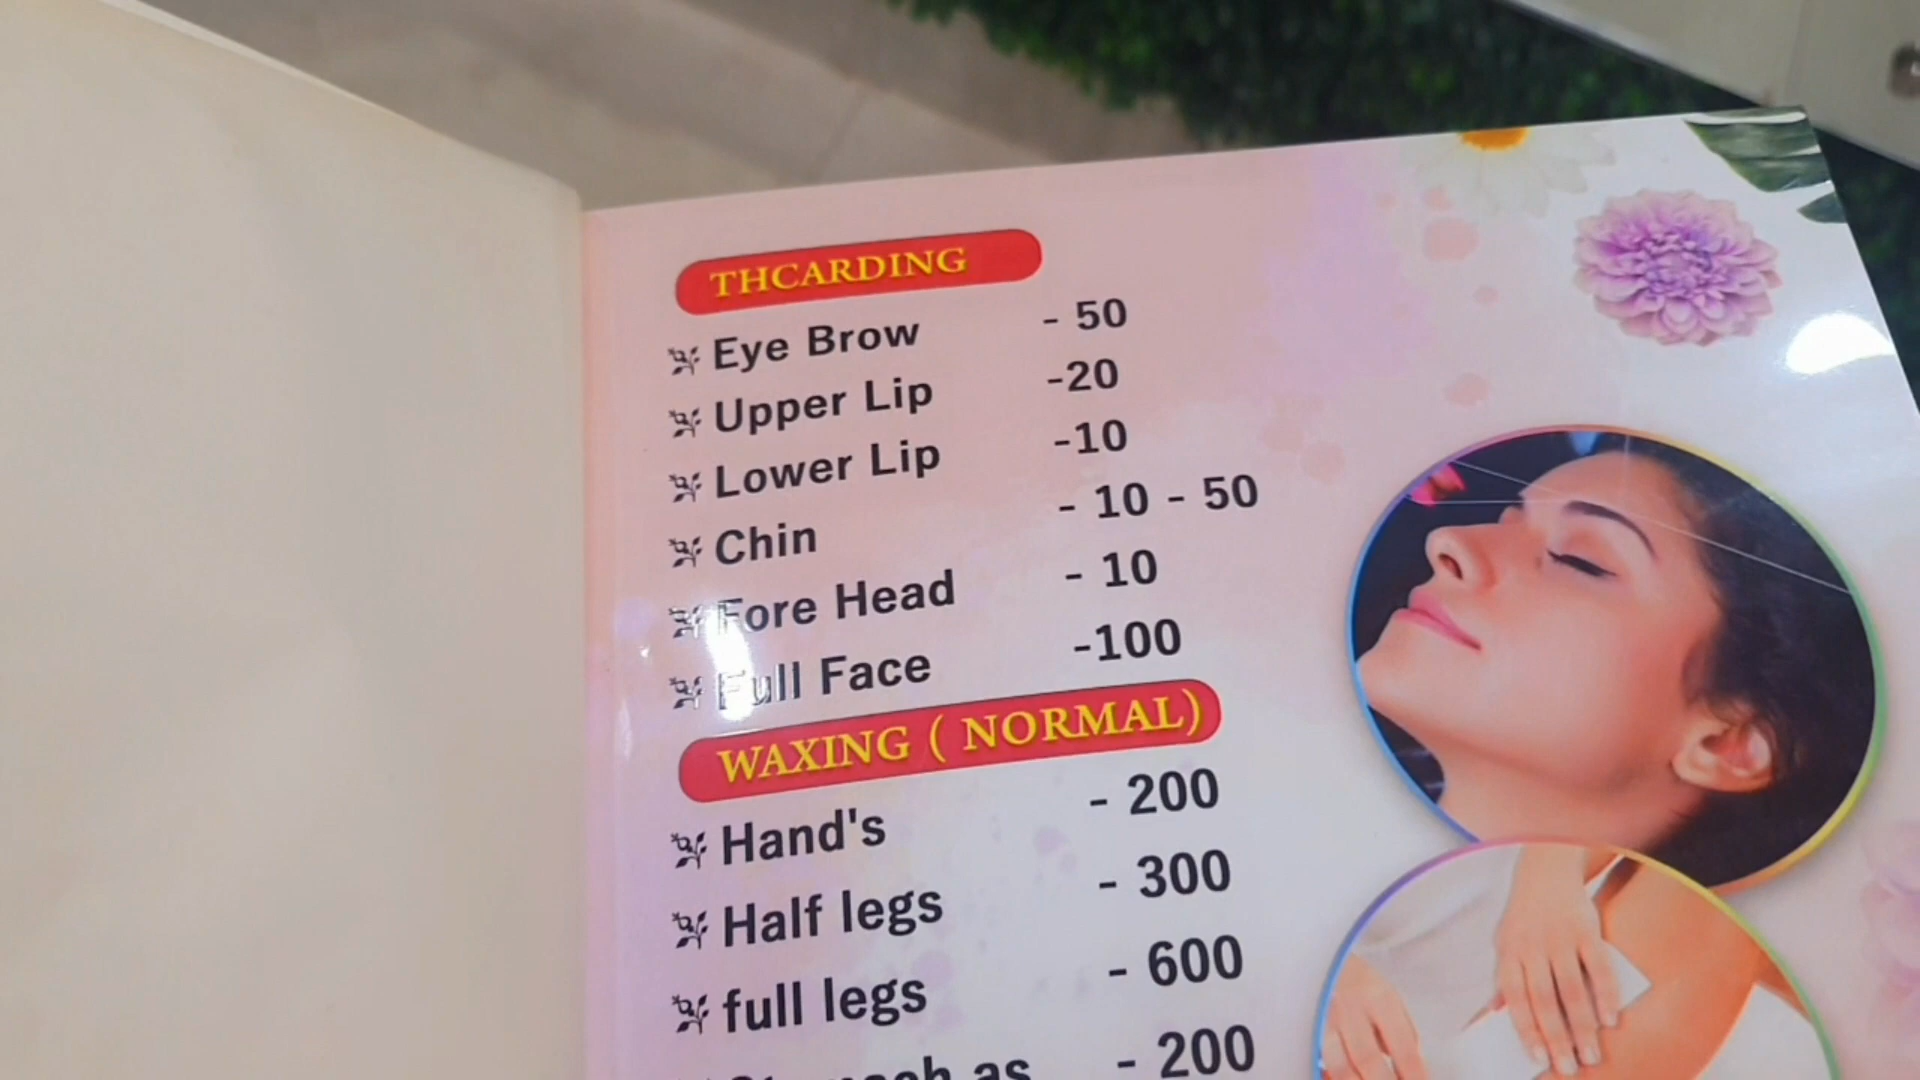 THCARDING
Eye Brow - 50
Upper Lip -20
Lower Lip -10
Chin - 10 - 50
Fore Head - 10
Full Face -100
WAXING ( NORMAL)
Hand's - 200
Half legs - 300
full legs - 600
as - 200